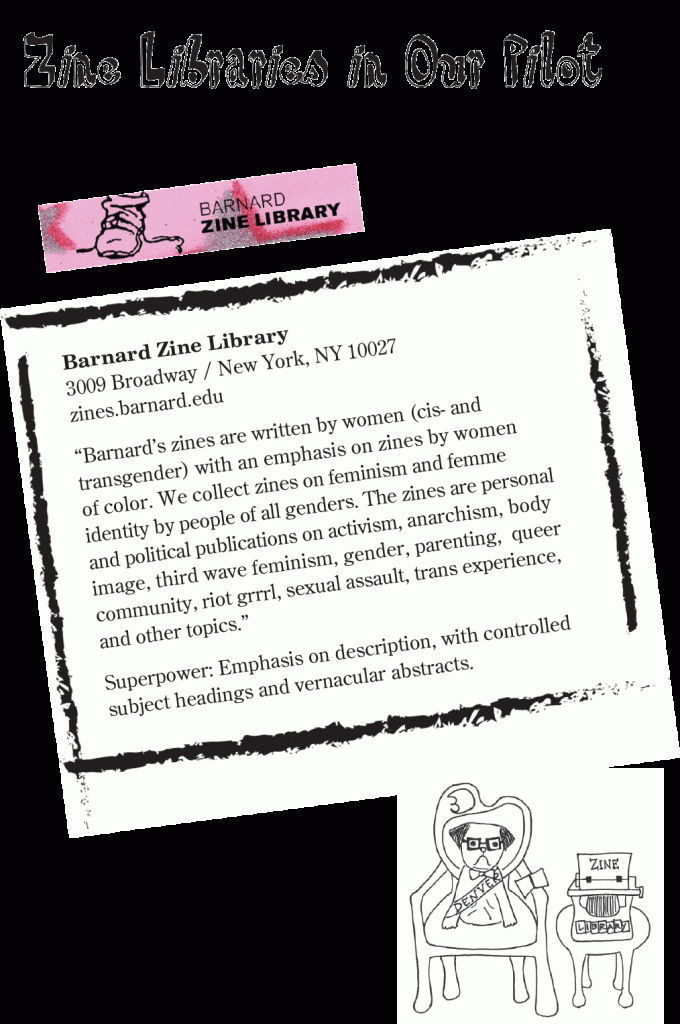 Zine Libraries in Our Pilot
BARNARD
ZINE LIBRARY
Barnard Zine Library
3009 Broadway / New York, NY 10027
zines.barnard.edu
“Barnard’s zines are written by women (cis- and
transgender) with an emphasis on zines by women
of color. We collect zines on feminism and femme
identity by people of all genders. The zines are personal
and political publications on activism, anarchism, body
image, third wave feminism, gender, parenting, queer
community, riot grrrl, sexual assault, trans experience,
and other topics.”
Superpower: Emphasis on description, with controlled
subject headings and vernacular abstracts.
DENVER
ZINE
LIBRARY